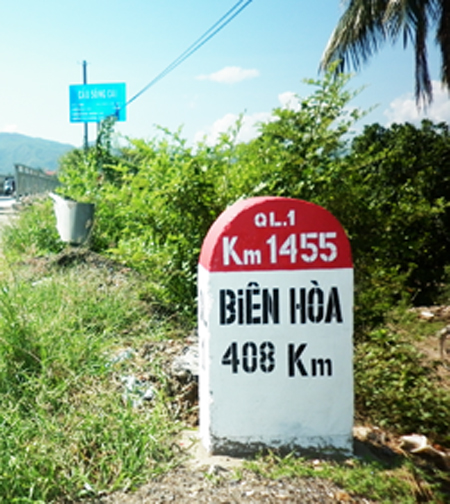 CẦU SÔNG CÁI
QL.1
Km 1455
BiÊN HÒA
408 Km